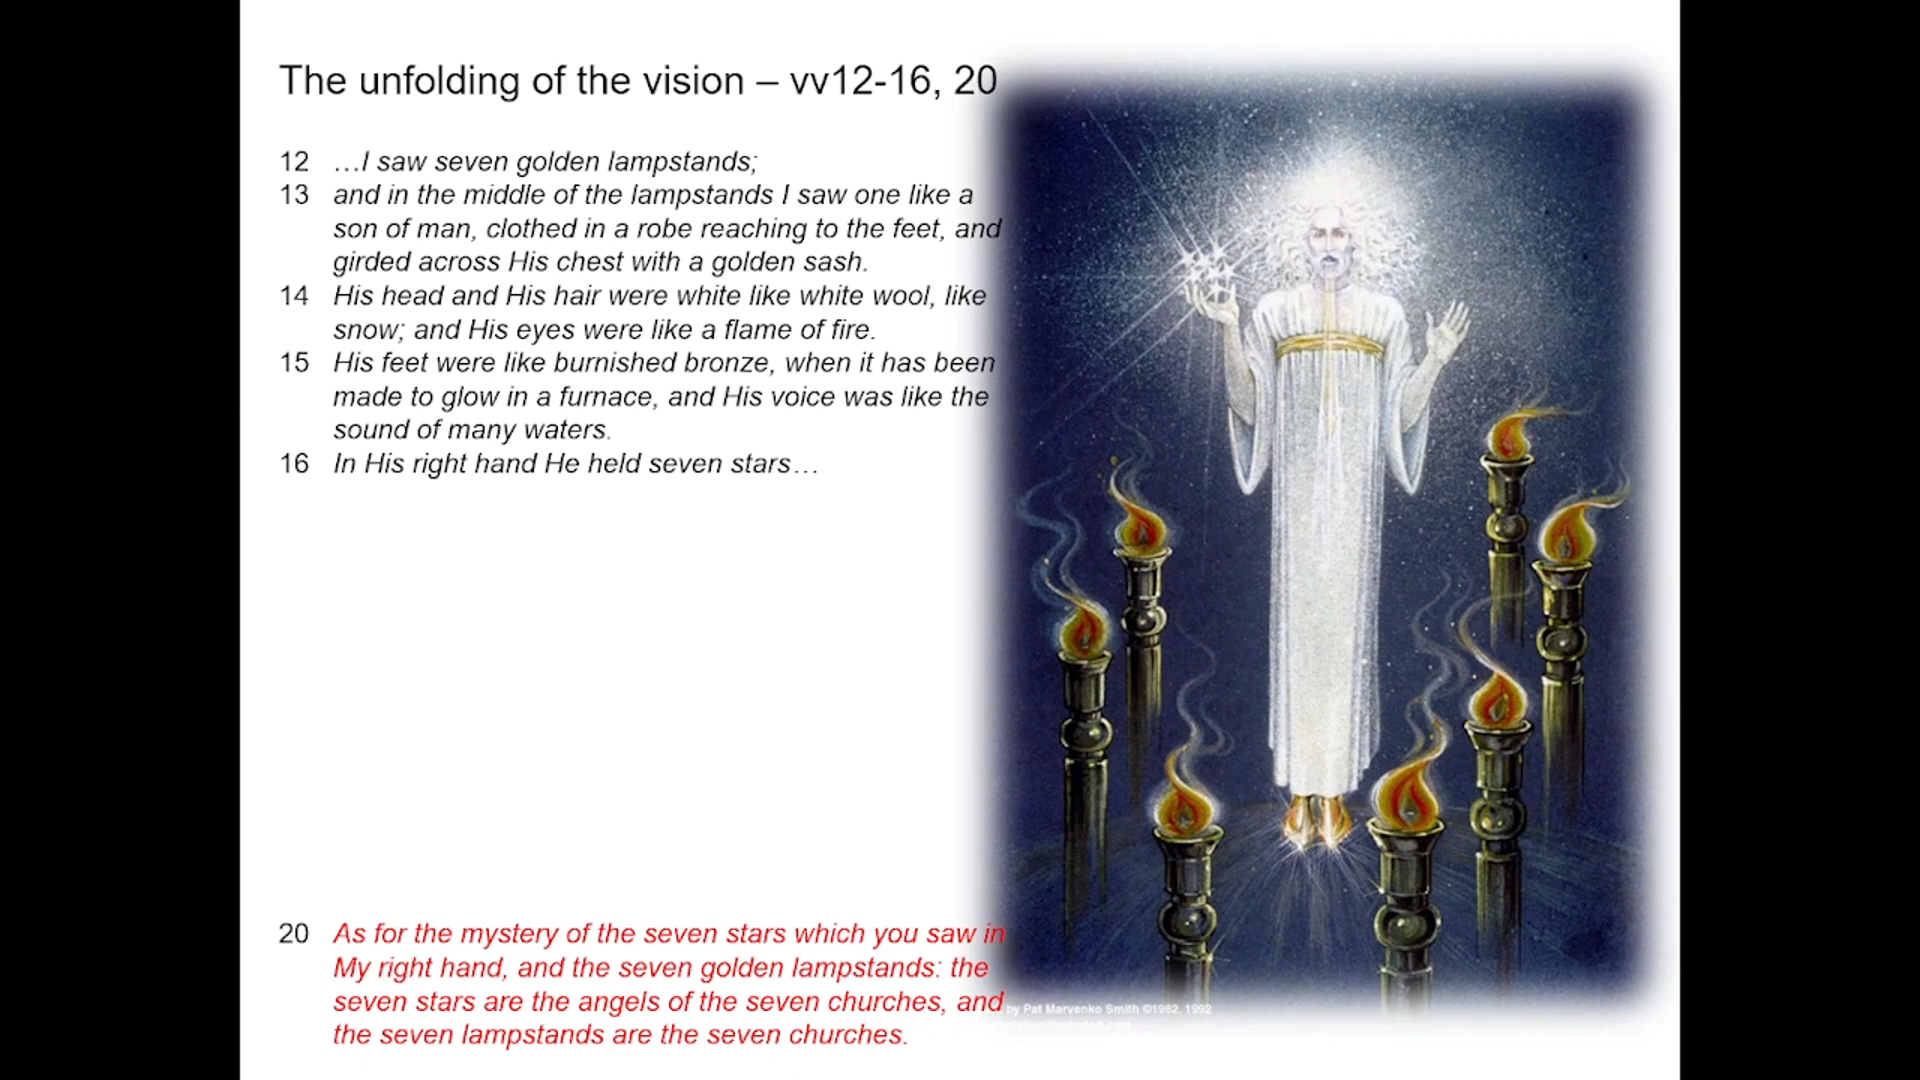 The unfolding of the vision – vv12-16, 20
12 …I saw seven golden lampstands;
13 and in the middle of the lampstands I saw one like a
son of man, clothed in a robe reaching to the feet, and
girded across His chest with a golden sash.
14 His head and His hair were white like white wool, like
snow; and His eyes were like a flame of fire.
15 His feet were like burnished bronze, when it has been
made to glow in a furnace, and His voice was like the
sound of many waters.
16 In His right hand He held seven stars…
20 As for the mystery of the seven stars which you saw in
My right hand, and the seven golden lampstands: the
seven stars are the angels of the seven churches, and
the seven lampstands are the seven churches.
by Pat Marvenko Smith ©1982, 1992